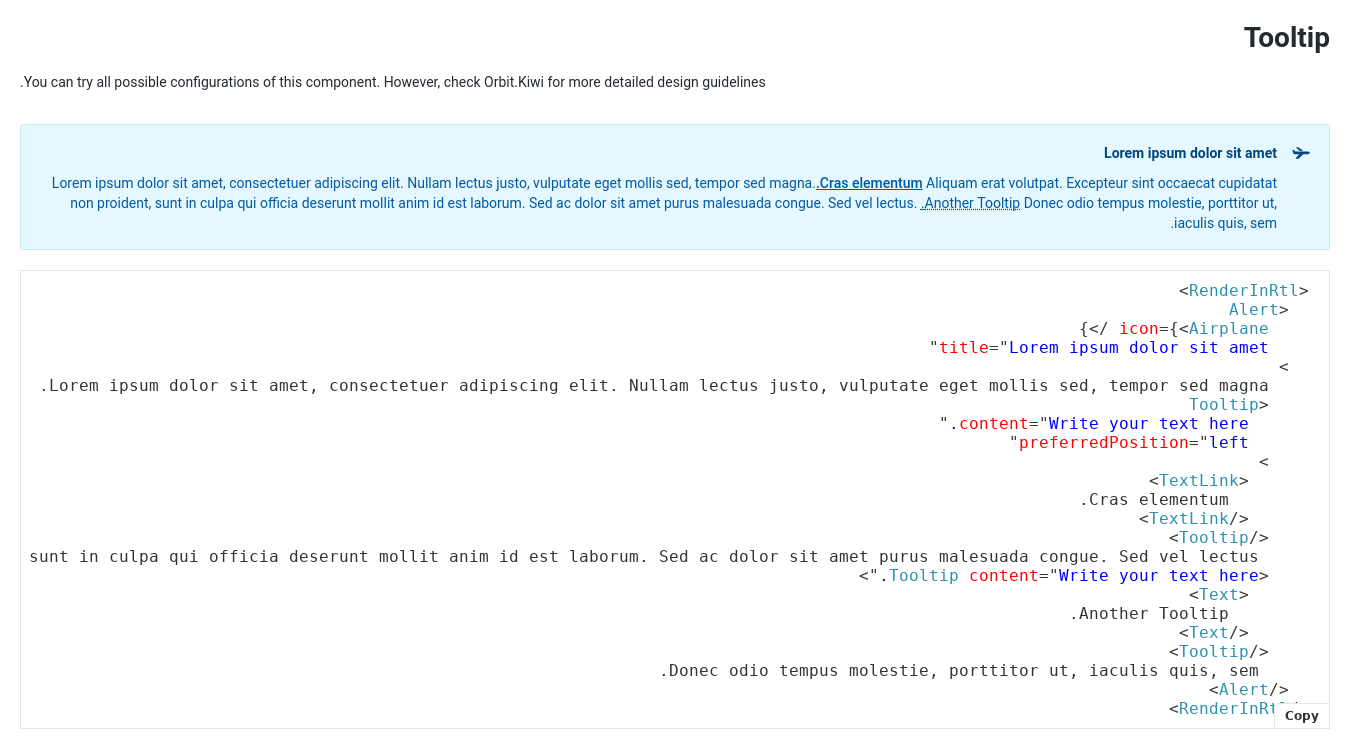 Tooltip
.You can try all possible configurations of this component. However, check Orbit.Kiwi for more detailed design guidelines
Lorem ipsum dolor sit amet
Lorem ipsum dolor sit amet, consectetuer adipiscing elit. Nullam lectus justo, vulputate eget mollis sed, tempor sed magna..Cras elementum Aliquam erat volutpat. Excepteur sint occaecat cupidatat
non proident, sunt in culpa qui officia deserunt mollit anim id est laborum. Sed ac dolor sit amet purus malesuada congue. Sed vel lectus. .Another Tooltip Donec odio tempus molestie, porttitor ut,
.iaculis quis, sem
<RenderInRtl>
Alert>
{</ icon={<Airplane
"title="Lorem ipsum dolor sit amet
<
.Lorem ipsum dolor sit amet, consectetuer adipiscing elit. Nullam lectus justo, vulputate eget mollis sed, tempor sed magna
Tooltip>
".content="Write your text here
"preferredPosition="left
<
<TextLink>
.Cras elementum
<TextLink/>
<Tooltip/>
sunt in culpa qui officia deserunt mollit anim id est laborum. Sed ac dolor sit amet purus malesuada congue. Sed vel lectus
<".Tooltip content="Write your text here>
<Text>
.Another Tooltip
<Text/>
<Tooltip/>
.Donec odio tempus molestie, porttitor ut, iaculis quis, sem
<Alert/>
<RenderInRtl/>
Copy